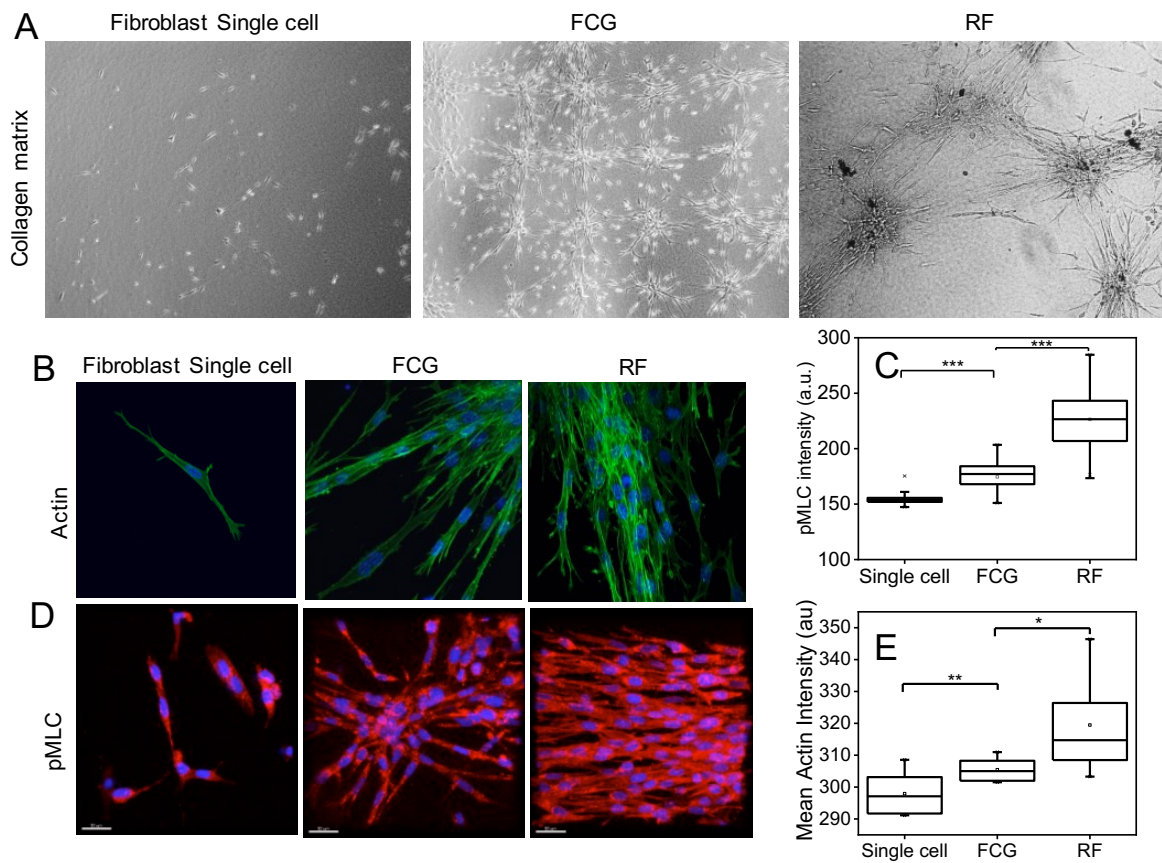 A
Fibroblast Single cell
FCG
RF
Collagen matrix
B
Fibroblast Single cell
FCG
RF
Actin
C
pMLC intensity (a.u.)
300
250
200
150
100
***
***
Single cell
FCG
RF
D
pMLC
E
Mean Actin Intensity (au)
350
340
330
320
310
300
290
**
*
Single cell
FCG
RF